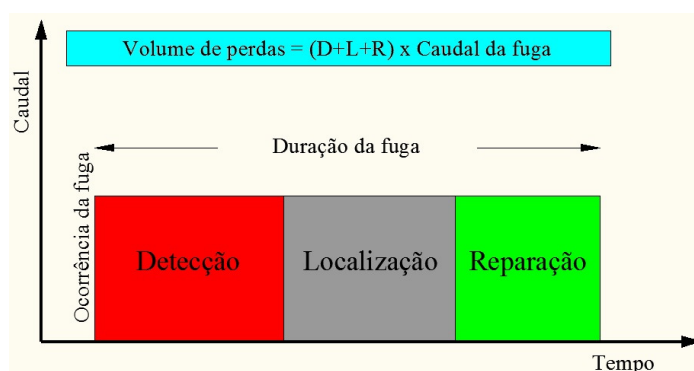 Volume de perdas = (D+L+R) x Caudal da fuga
Caudal
Duração da fuga
Ocorrência da fuga
Detecção
Localização
Reparação
Tempo